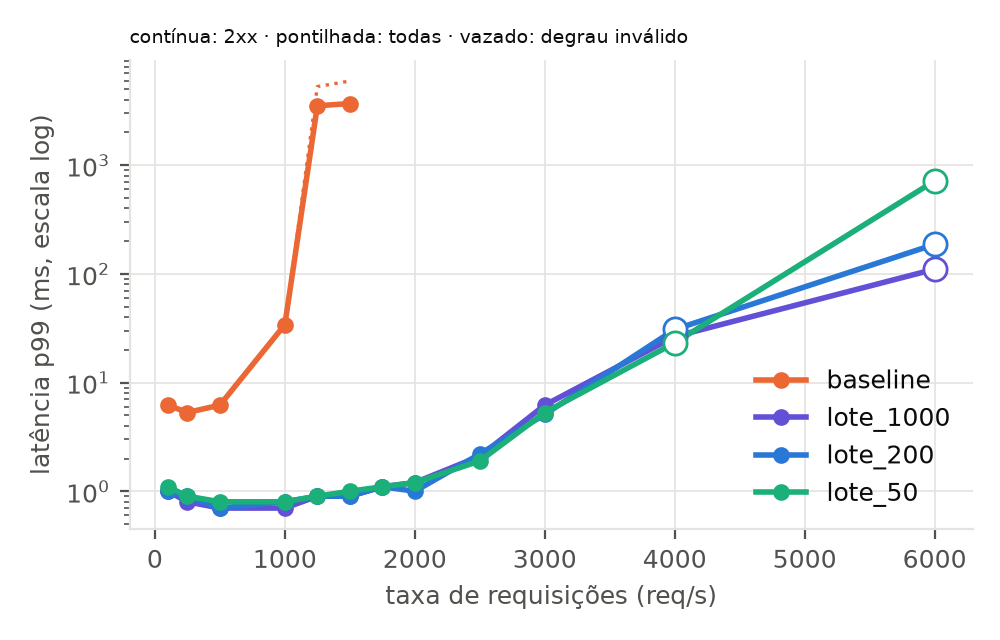 contínua: 2xx · pontilhada: todas · vazado: degrau inválido
latência p99 (ms, escala log)
10³
10²
10¹
10⁰
baseline
lote_1000
lote_200
lote_50
0 1000 2000 3000 4000 5000 6000
taxa de requisições (req/s)